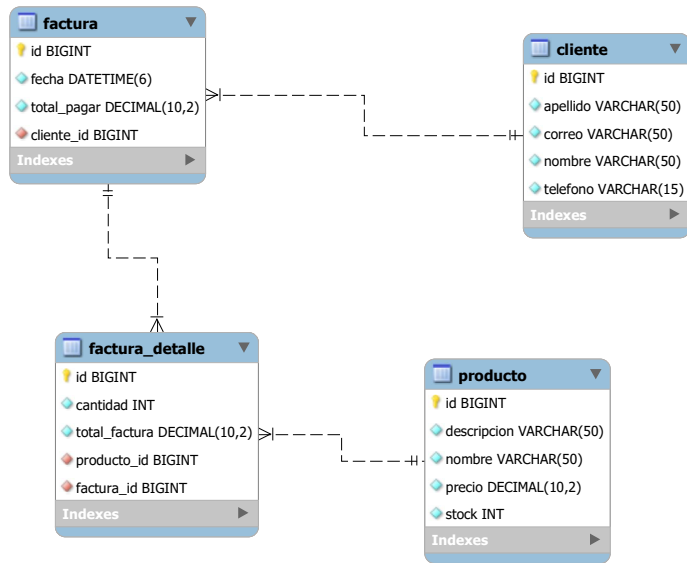 factura
id BIGINT
fecha DATETIME(6)
total_pagar DECIMAL(10,2)
cliente_id BIGINT
Indexes
cliente
id BIGINT
apellido VARCHAR(50)
correo VARCHAR(50)
nombre VARCHAR(50)
telefono VARCHAR(15)
Indexes
factura_detalle
id BIGINT
cantidad INT
total_factura DECIMAL(10,2)
producto_id BIGINT
factura_id BIGINT
Indexes
producto
id BIGINT
descripcion VARCHAR(50)
nombre VARCHAR(50)
precio DECIMAL(10,2)
stock INT
Indexes